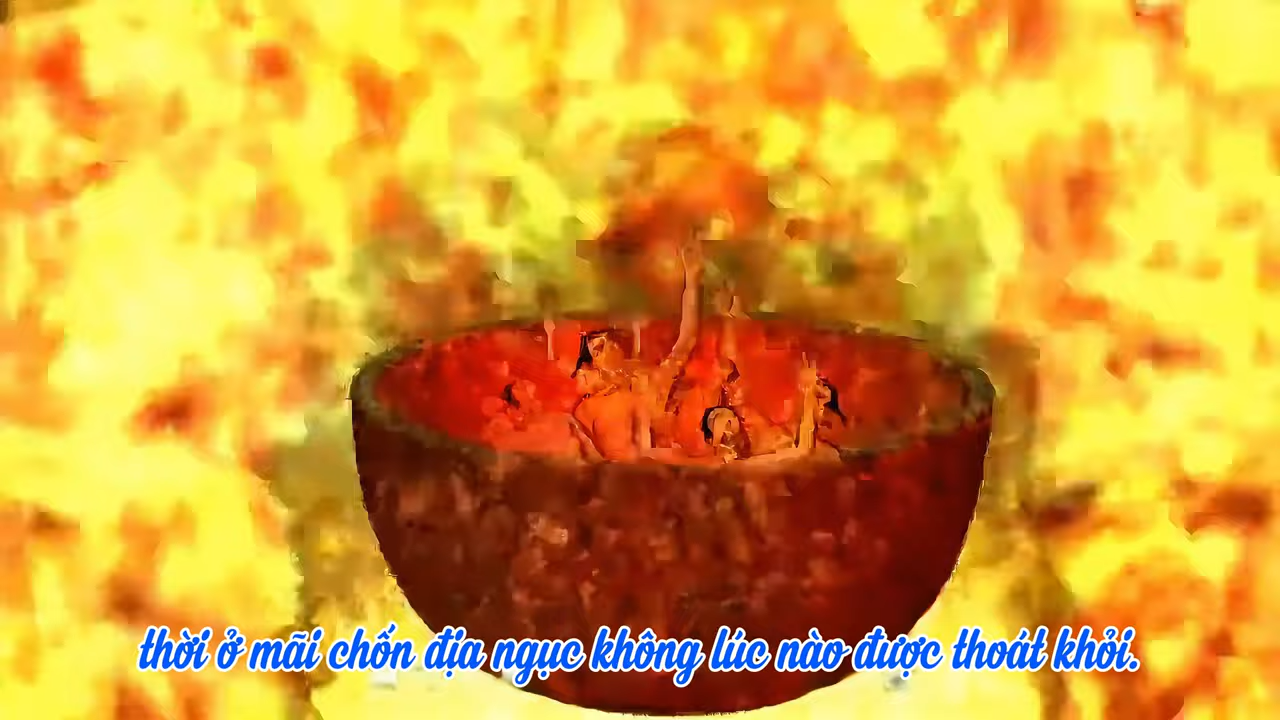 thời ở mãi chốn địa ngục không lúc nào được thoát khỏi.